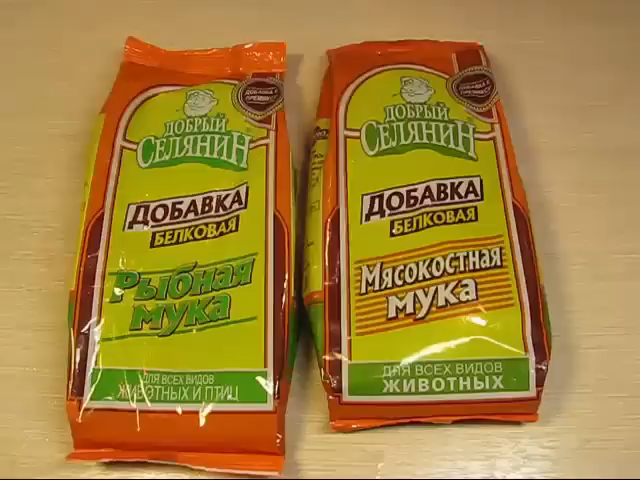 ДОБРЫЙ
СЕЛЯНИН
ДОБАВКА
БЕЛКОВАЯ
Рыбная
мука
ДЛЯ ВСЕХ ВИДОВ
ЖИВОТНЫХ И ПТИЦ
ДОБРЫЙ
СЕЛЯНИН
ДОБАВКА
БЕЛКОВАЯ
Мясокостная
мука
ДЛЯ ВСЕХ ВИДОВ
ЖИВОТНЫХ